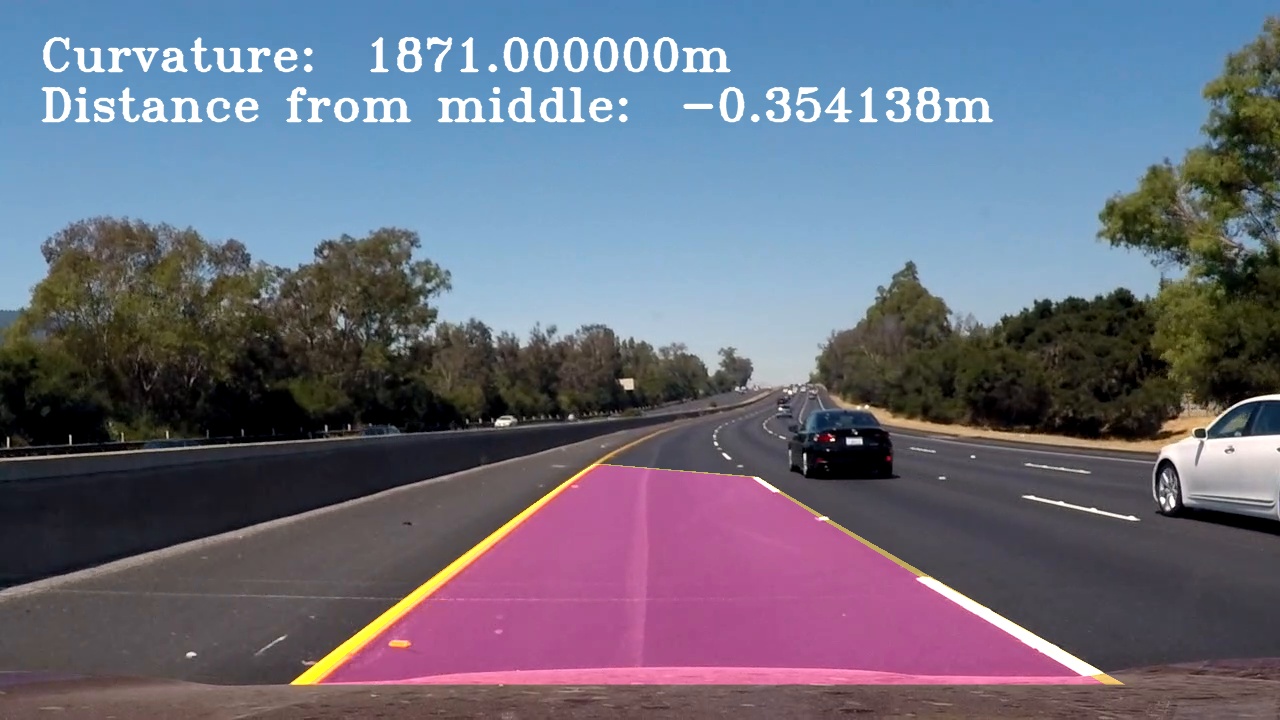 Curvature:  1871.000000m
Distance from middle:  −0.354138m